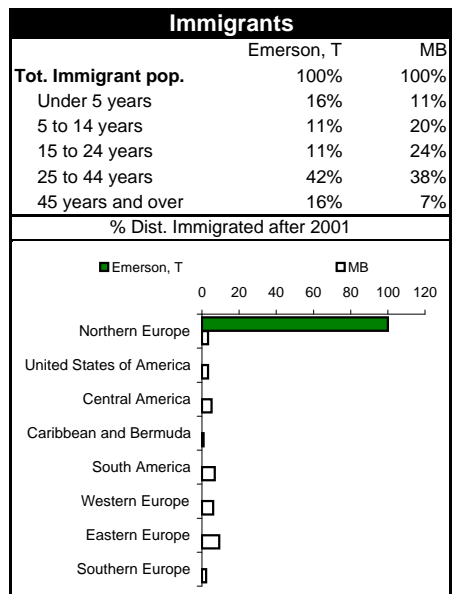 Immigrants
Emerson, T MB
Tot. Immigrant pop. 100% 100%
Under 5 years 16% 11%
5 to 14 years 11% 20%
15 to 24 years 11% 24%
25 to 44 years 42% 38%
45 years and over 16% 7%
% Dist. Immigrated after 2001
Emerson, T MB
0 20 40 60 80 100 120
Northern Europe
United States of America
Central America
Caribbean and Bermuda
South America
Western Europe
Eastern Europe
Southern Europe